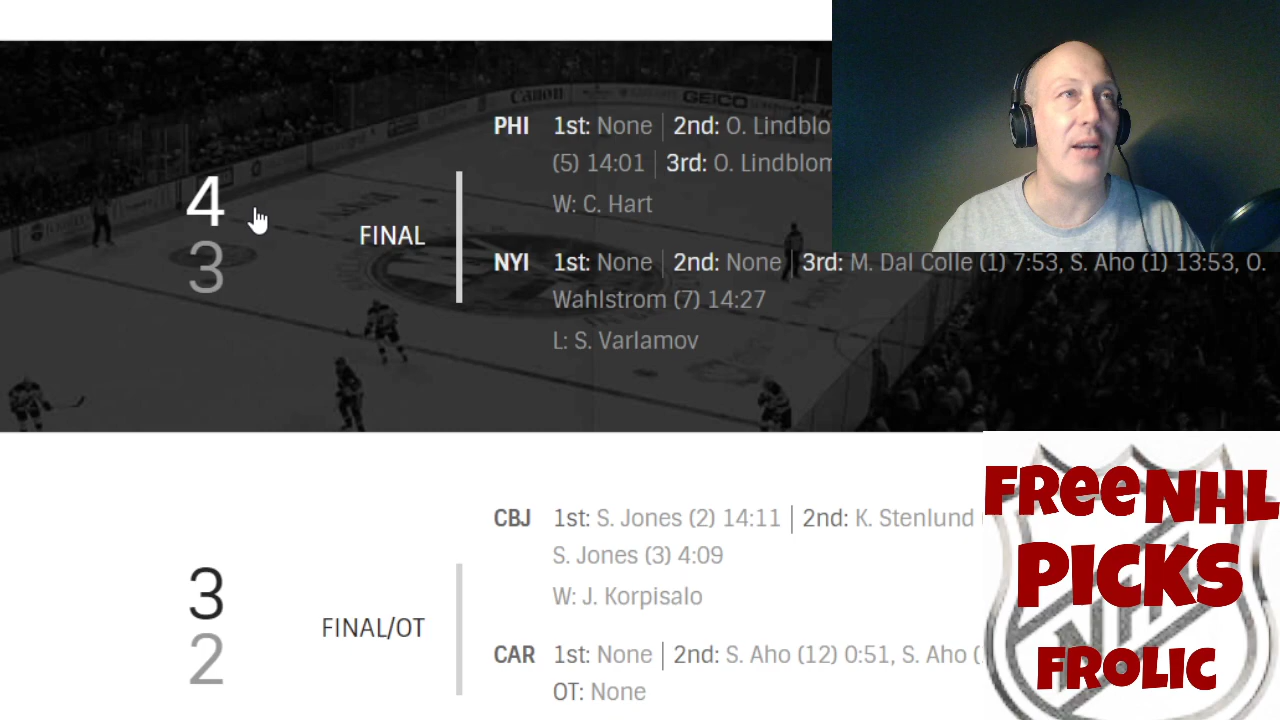 Canon GEICO
PHI 1st: None | 2nd: O. Lindblo
(5) 14:01 | 3rd: O. Lindblom
W: C. Hart
4
3
FINAL
NYI 1st: None | 2nd: None | 3rd: M. Dal Colle (1) 7:53, S. Aho (1) 13:53, O.
Wahlstrom (7) 14:27
L: S. Varlamov
CBJ 1st: S. Jones (2) 14:11 | 2nd: K. Stenlund
S. Jones (3) 4:09
W: J. Korpisalo
3
2
FINAL/OT
CAR 1st: None | 2nd: S. Aho (12) 0:51, S. Aho (
OT: None
FRee NHL
PICKS
FROLIC
NHL